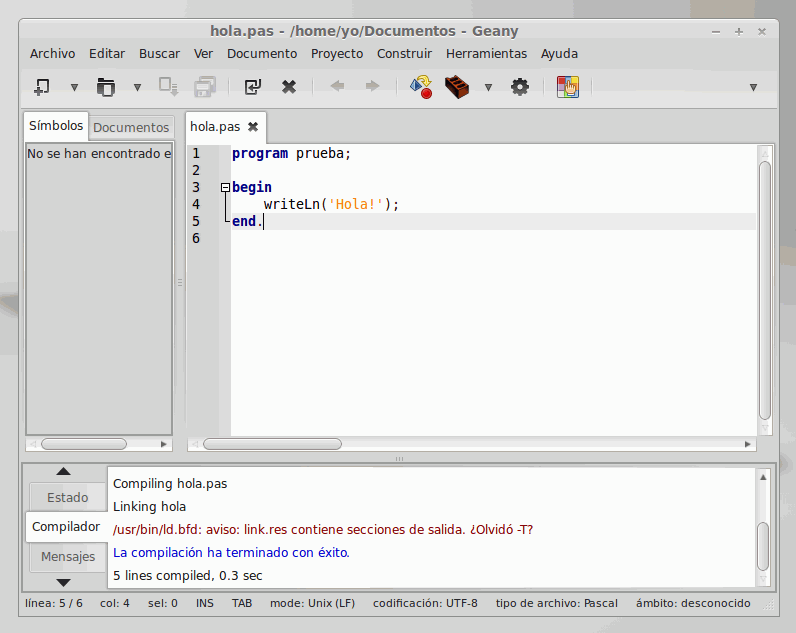 hola.pas - /home/yo/Documentos - Geany
Archivo Editar Buscar Ver Documento Proyecto Construir Herramientas Ayuda
Símbolos Documentos
No se han encontrado e
hola.pas
1 program prueba;
2
3 begin
4 writeLn('Hola!');
5 end.
6
Estado
Compilador
Mensajes
Compiling hola.pas
Linking hola
/usr/bin/ld.bfd: aviso: link.res contiene secciones de salida. ¿Olvidó -T?
La compilación ha terminado con éxito.
5 lines compiled, 0.3 sec
línea: 5 / 6 col: 4 sel: 0 INS TAB mode: Unix (LF) codificación: UTF-8 tipo de archivo: Pascal ámbito: desconocido